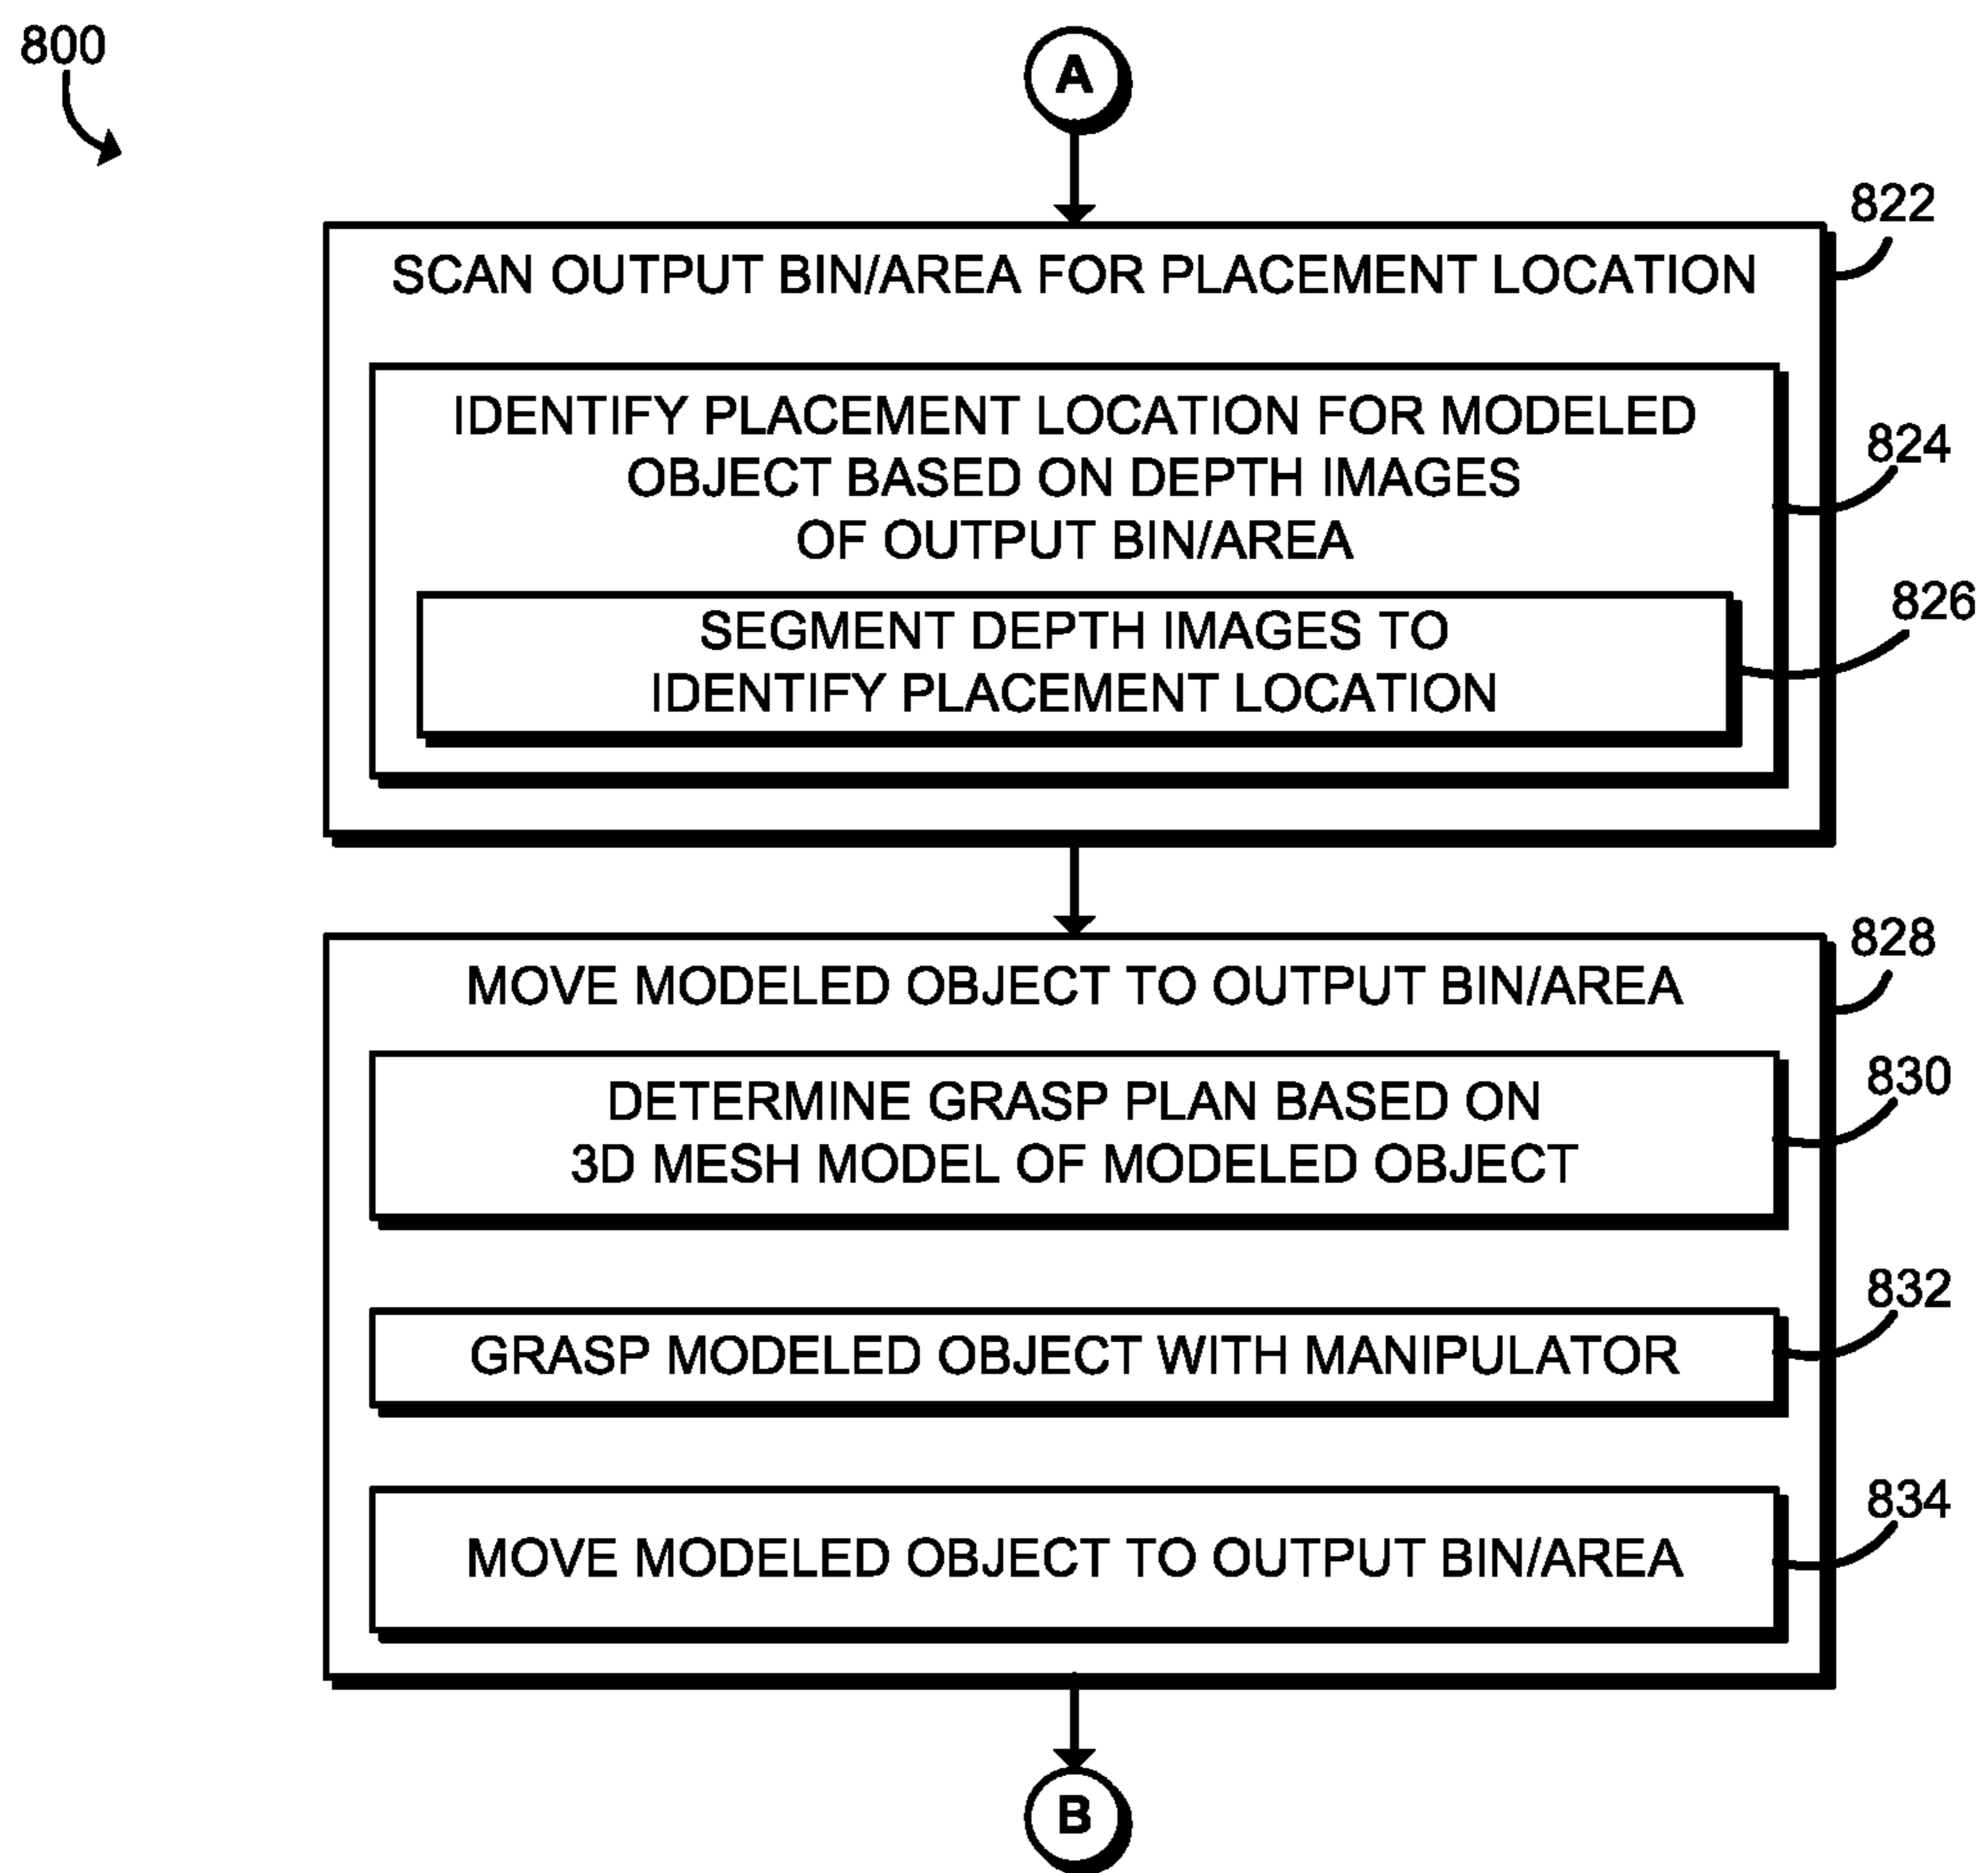 800
A
822
SCAN OUTPUT BIN/AREA FOR PLACEMENT LOCATION
824
IDENTIFY PLACEMENT LOCATION FOR MODELED
OBJECT BASED ON DEPTH IMAGES
OF OUTPUT BIN/AREA
826
SEGMENT DEPTH IMAGES TO
IDENTIFY PLACEMENT LOCATION
828
MOVE MODELED OBJECT TO OUTPUT BIN/AREA
830
DETERMINE GRASP PLAN BASED ON
3D MESH MODEL OF MODELED OBJECT
832
GRASP MODELED OBJECT WITH MANIPULATOR
834
MOVE MODELED OBJECT TO OUTPUT BIN/AREA
B